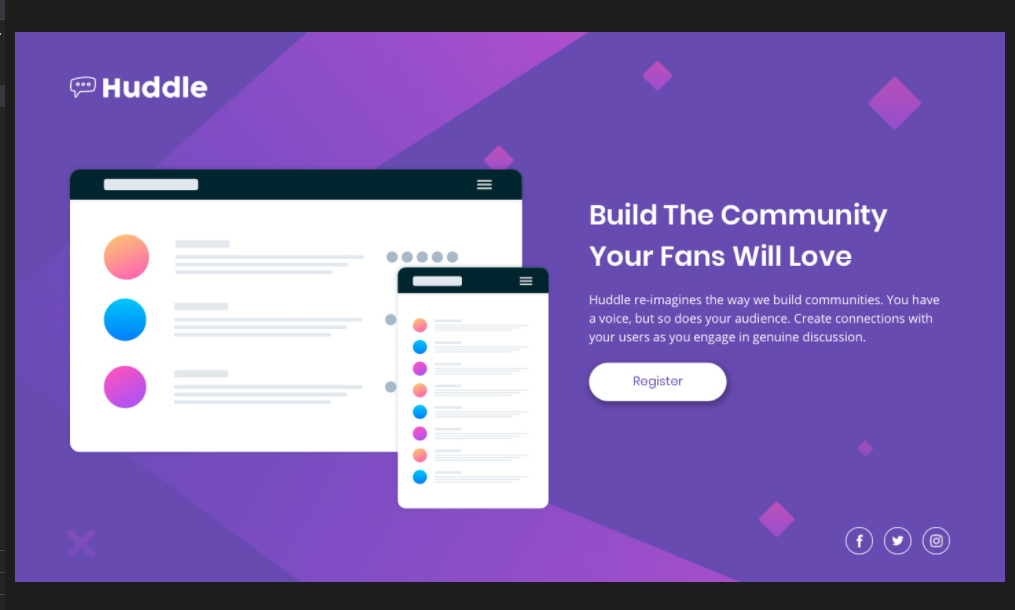 Huddle
Build The Community
Your Fans Will Love
Huddle re-imagines the way we build communities. You have
a voice, but so does your audience. Create connections with
your users as you engage in genuine discussion.
Register